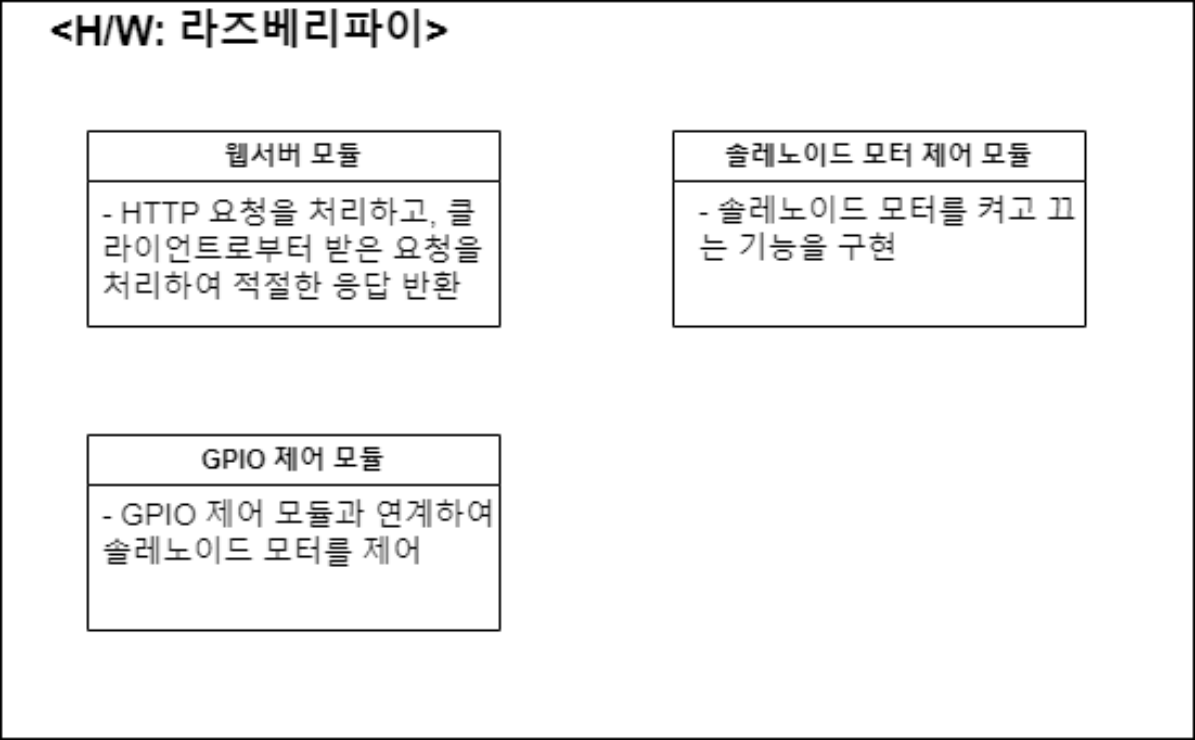 <H/W: 라즈베리파이>
웹서버 모듈
- HTTP 요청을 처리하고, 클
라이언트로부터 받은 요청을
처리하여 적절한 응답 반환
솔레노이드 모터 제어 모듈
- 솔레노이드 모터를 켜고 끄
는 기능을 구현
GPIO 제어 모듈
- GPIO 제어 모듈과 연계하여
솔레노이드 모터를 제어